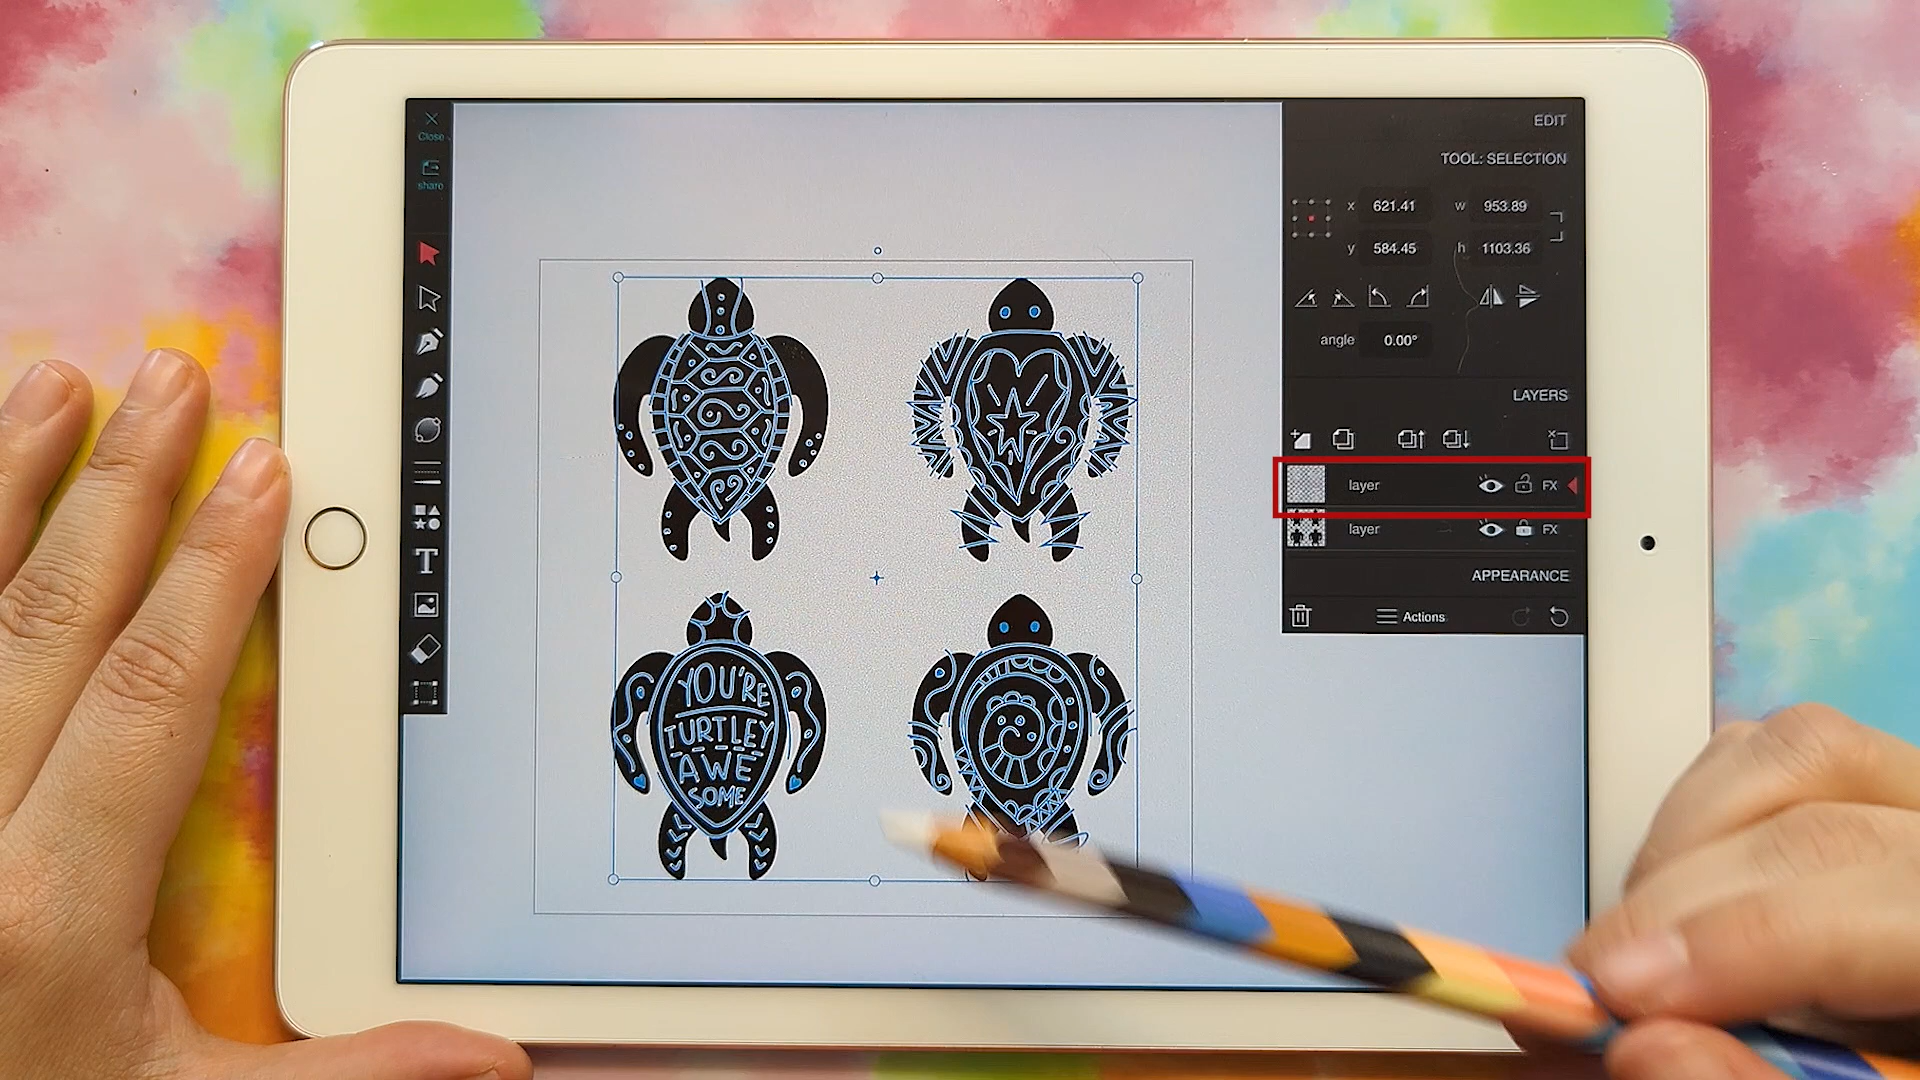 Close
share
T
EDIT
TOOL: SELECTION
x 621.41 w 953.89
y 584.45 h 1103.36
angle 0.00°
LAYERS
layer FX
layer FX
APPEARANCE
Actions
YOU'RE
TURTLEY
AWE
SOME